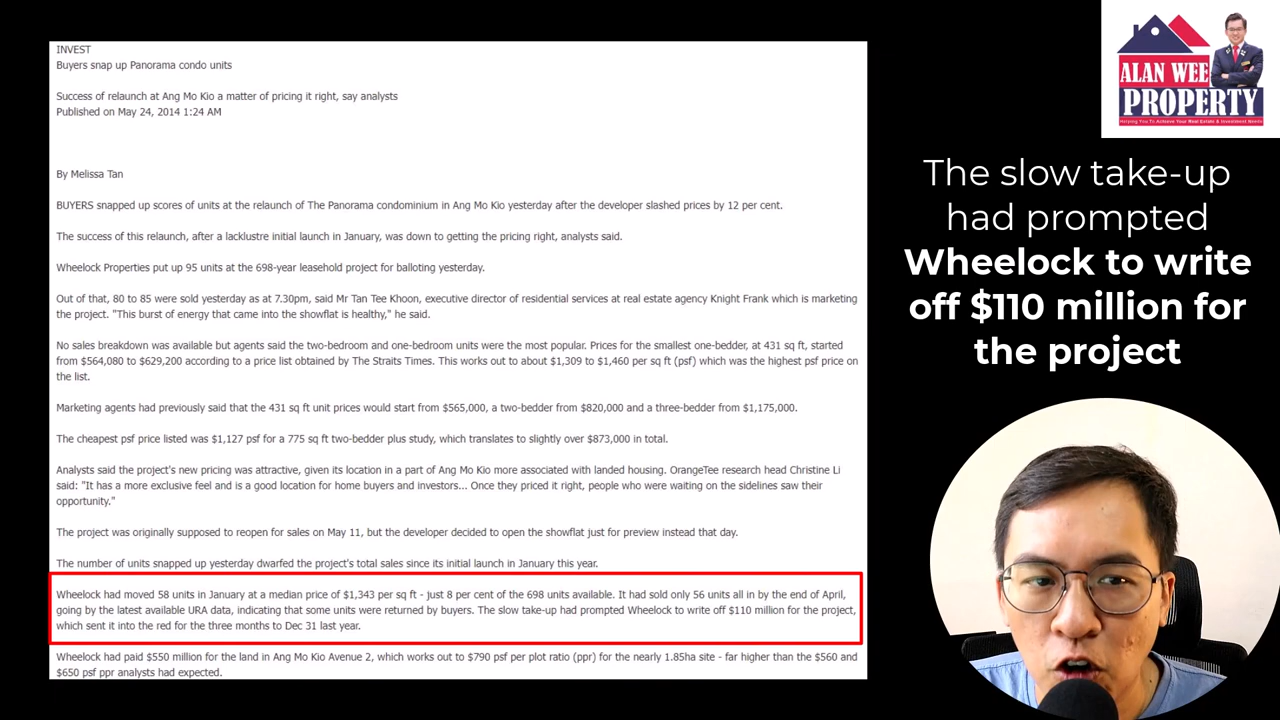 INVEST
Buyers snap up Panorama condo units
Success of relaunch at Ang Mo Kio a matter of pricing it right, say analysts
Published on May 24, 2014 1:24 AM
By Melissa Tan
BUYERS snapped up scores of units at the relaunch of The Panorama condominium in Ang Mo Kio yesterday after the developer slashed prices by 12 per cent.
The success of this relaunch, after a lacklustre initial launch in January, was down to getting the pricing right, analysts said.
Wheelock Properties put up 95 units at the 698-year leasehold project for balloting yesterday.
Out of that, 80 to 85 were sold yesterday as at 7.30pm, said Mr Tan Tee Khoon, executive director of residential services at real estate agency Knight Frank which is marketing
the project. "This burst of energy that came into the showflat is healthy," he said.
No sales breakdown was available but agents said the two-bedroom and one-bedroom units were the most popular. Prices for the smallest one-bedder, at 431 sq ft, started
from $564,080 to $629,200 according to a price list obtained by The Straits Times. This works out to about $1,309 to $1,460 per sq ft (psf) which was the highest psf price on
the list.
Marketing agents had previously said that the 431 sq ft unit prices would start from $565,000, a two-bedder from $820,000 and a three-bedder from $1,175,000.
The cheapest psf price listed was $1,127 psf for a 775 sq ft two-bedder plus study, which translates to slightly over $873,000 in total.
Analysts said the project's new pricing was attractive, given its location in a part of Ang Mo Kio more associated with landed housing. OrangeTee research head Christine Li
said: "It has a more exclusive feel and is a good location for home buyers and investors... Once they priced it right, people who were waiting on the sidelines saw their
opportunity."
The project was originally supposed to reopen for sales on May 11, but the developer decided to open the showflat just for preview instead that day.
The number of units snapped up yesterday dwarfed the project's total sales since its initial launch in January this year.
Wheelock had moved 58 units in January at a median price of $1,343 per sq ft - just 8 per cent of the 698 units available. It had sold only 56 units all in by the end of April,
going by the latest available URA data, indicating that some units were returned by buyers. The slow take-up had prompted Wheelock to write off $110 million for the project,
which sent it into the red for the three months to Dec 31 last year.
Wheelock had paid $550 million for the land in Ang Mo Kio Avenue 2, which works out to $790 psf per plot ratio (ppr) for the nearly 1.85ha site - far higher than the $560 and
$650 psf ppr analysts had expected.
ALAN WEE
PROPERTY
Helping You To Achieve Your Real Estate & Investment Needs
The slow take-up
had prompted
Wheelock to write
off $110 million for
the project